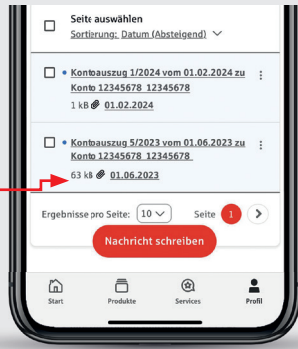 Seite auswählen
Sortierung: Datum (Absteigend)
Kontoauszug 1/2024 vom 01.02.2024 zu
Konto 12345678 12345678
1 kB 01.02.2024
Kontoauszug 5/2023 vom 01.06.2023 zu
Konto 12345678 12345678
63 kB 01.06.2023
Ergebnisse pro Seite: 10 Seite 1
Nachricht schreiben
Start Produkte Services Profil